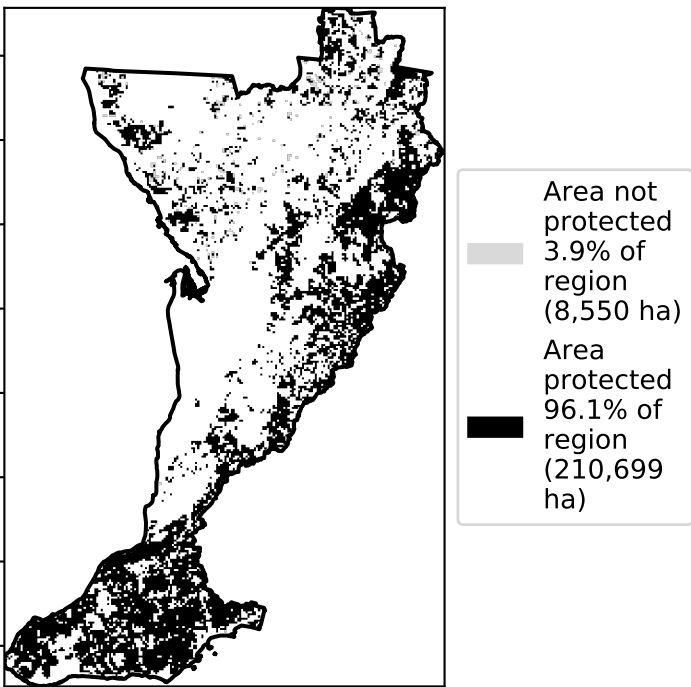 Area not
protected
3.9% of
region
(8,550 ha)
Area
protected
96.1% of
region
(210,699
ha)